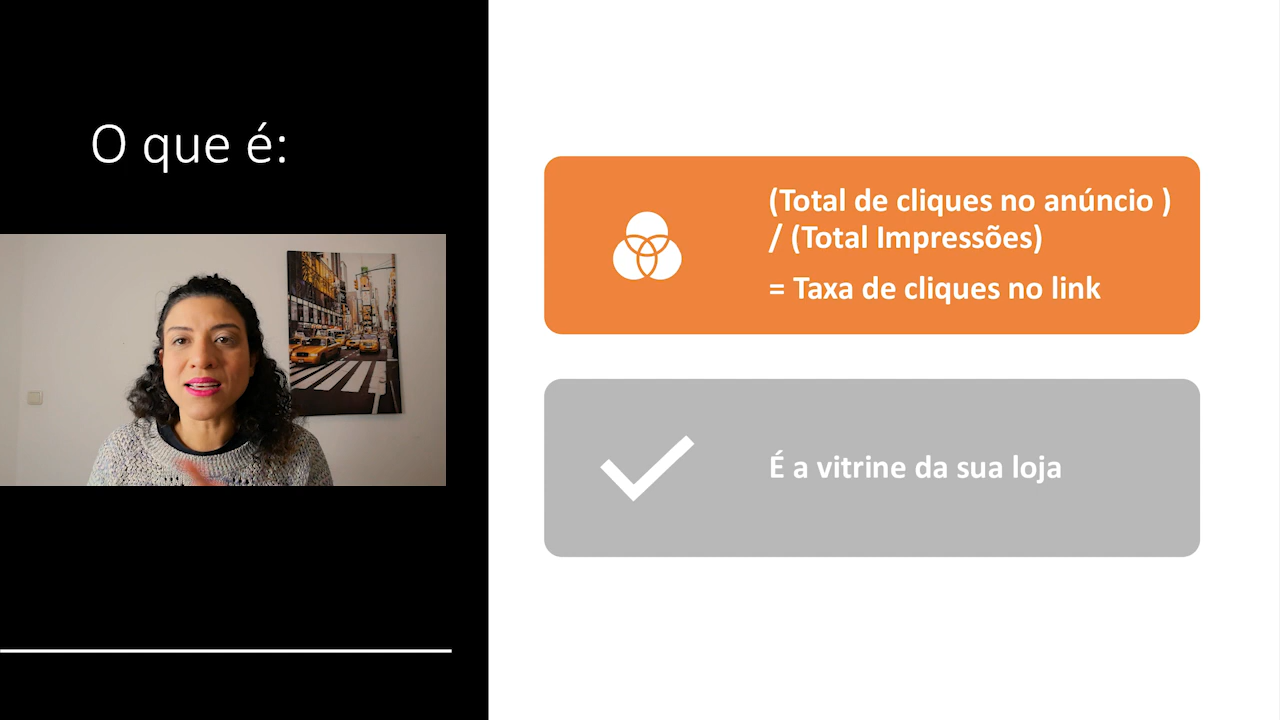 O que é:
(Total de cliques no anúncio )
/ (Total Impressões)
= Taxa de cliques no link
É a vitrine da sua loja